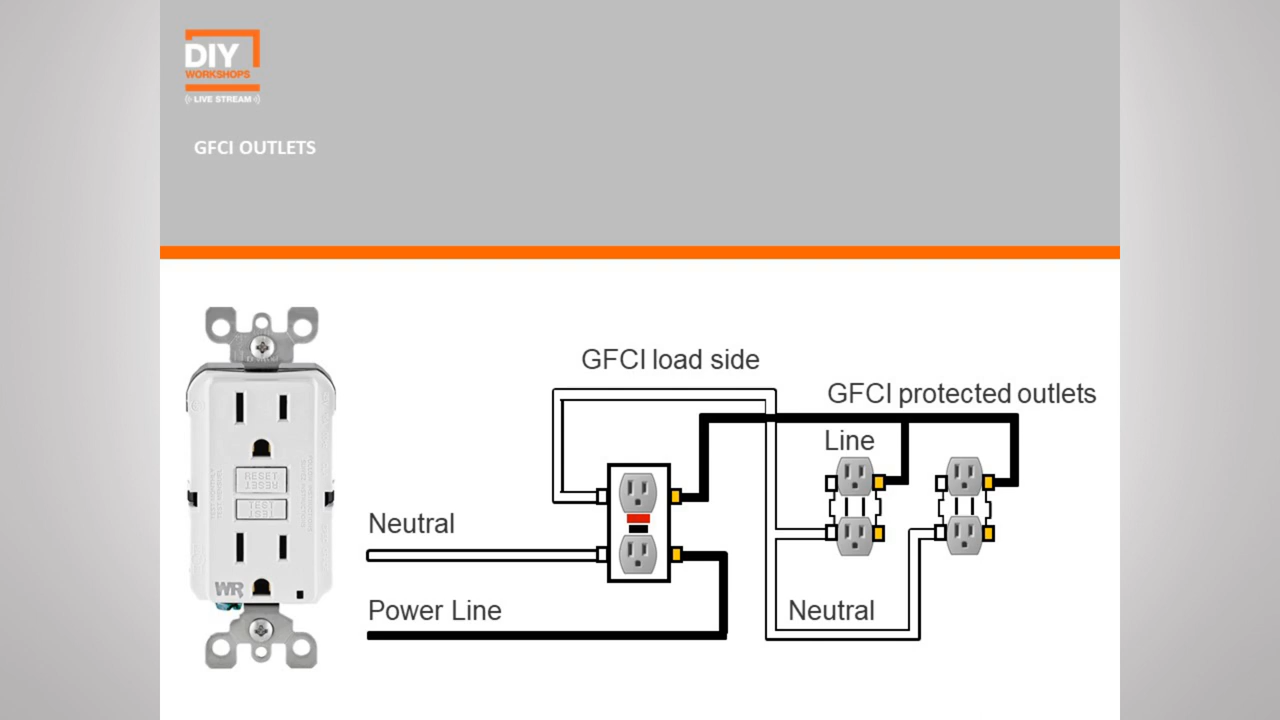 DIY
WORKSHOPS
LIVE STREAM
GFCI OUTLETS
GFCI load side
GFCI protected outlets
Line
RESET
TEST
Neutral
WR
Power Line
Neutral